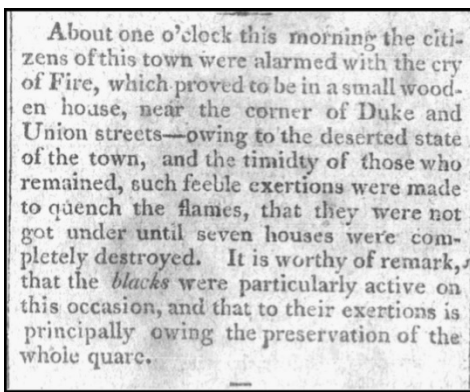 About one o'clock this morning the citi-
zens of this town were alarmed with the cry
of Fire, which proved to be in a small wood-
en house, near the corner of Duke and
Union streets—owing to the deserted state
of the town, and the timidty of those who
remained, such feeble exertions were made
to quench the flames, that they were not
got under until seven houses were com-
pletely destroyed. It is worthy of remark,
that the blacks were particularly active on
this occasion, and that to their exertions is
principally owing the preservation of the
whole quare.